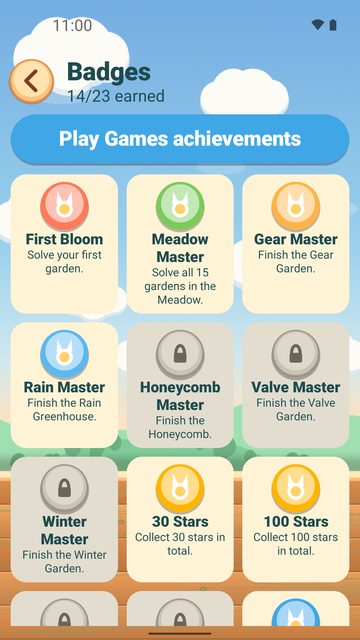 11:00
Badges
14/23 earned
Play Games achievements
First Bloom
Solve your first
garden.
Meadow
Master
Solve all 15
gardens in the
Meadow.
Gear Master
Finish the Gear
Garden.
Rain Master
Finish the Rain
Greenhouse.
Honeycomb
Master
Finish the
Honeycomb.
Valve Master
Finish the Valve
Garden.
Winter
Master
Finish the Winter
Garden.
30 Stars
Collect 30 stars in
total.
100 Stars
Collect 100 stars
in total.